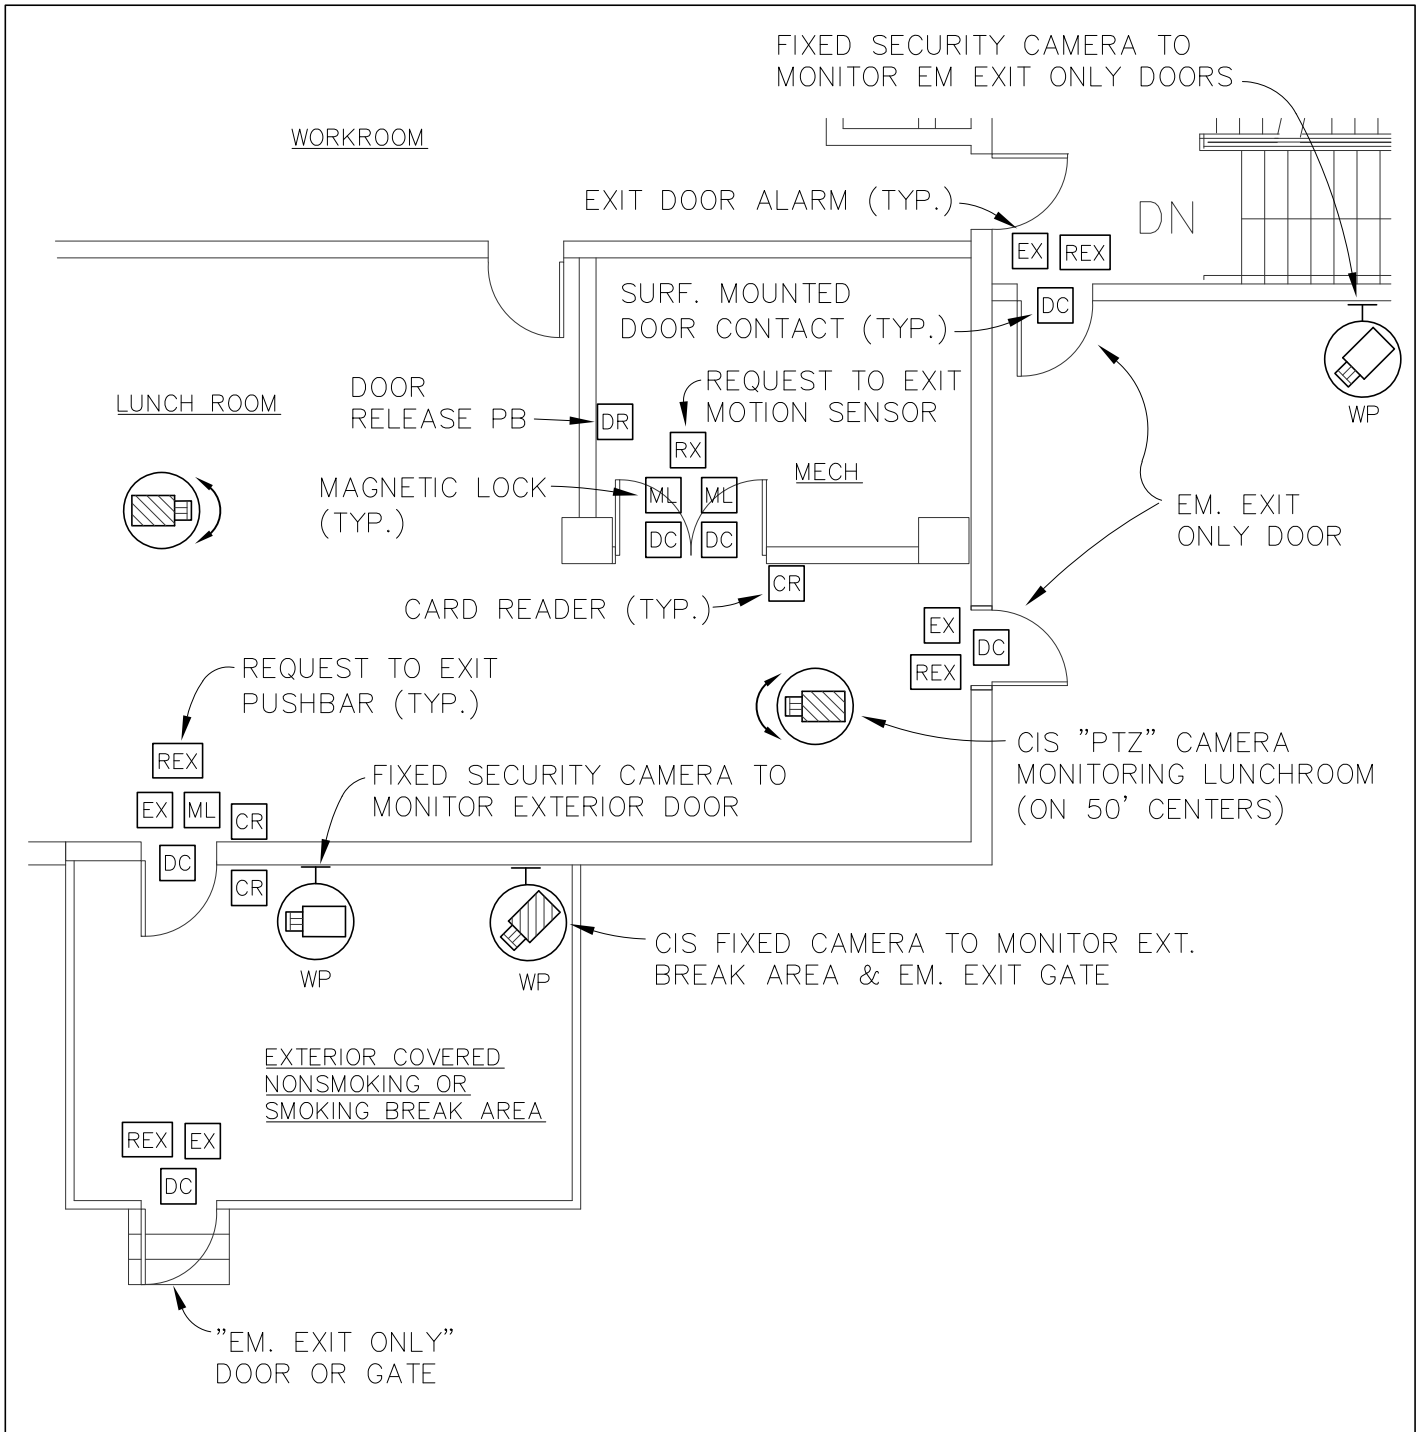 FIXED SECURITY CAMERA TO
MONITOR EM EXIT ONLY DOORS
WORKROOM
EXIT DOOR ALARM (TYP.)
DN
EX
REX
SURF. MOUNTED
DOOR CONTACT (TYP.)
DC
WP
LUNCH ROOM
DOOR
RELEASE PB
DR
REQUEST TO EXIT
MOTION SENSOR
RX
MECH
MAGNETIC LOCK
(TYP.)
ML
ML
DC
DC
EM. EXIT
ONLY DOOR
CARD READER (TYP.)
CR
EX
DC
REX
REQUEST TO EXIT
PUSHBAR (TYP.)
REX
CIS "PTZ" CAMERA
MONITORING LUNCHROOM
(ON 50' CENTERS)
FIXED SECURITY CAMERA TO
MONITOR EXTERIOR DOOR
EX
ML
CR
DC
CR
WP
WP
CIS FIXED CAMERA TO MONITOR EXT.
BREAK AREA & EM. EXIT GATE
EXTERIOR COVERED
NONSMOKING OR
SMOKING BREAK AREA
REX
EX
DC
"EM. EXIT ONLY"
DOOR OR GATE